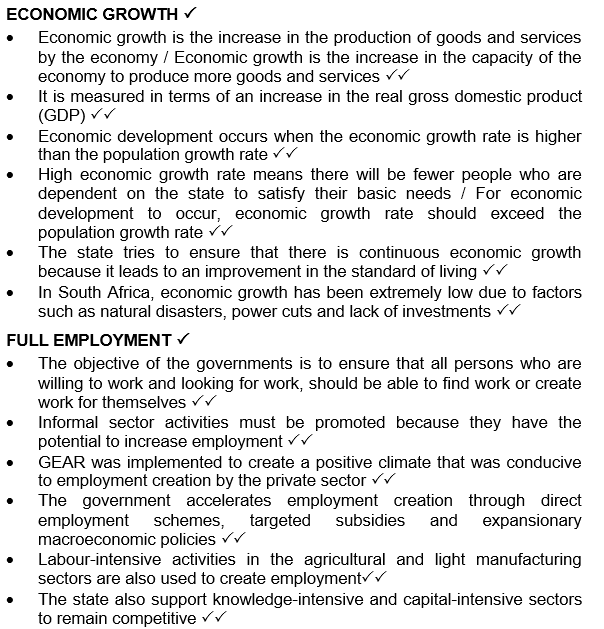 ECONOMIC GROWTH ✓
• Economic growth is the increase in the production of goods and services
by the economy / Economic growth is the increase in the capacity of the
economy to produce more goods and services ✓✓
• It is measured in terms of an increase in the real gross domestic product
(GDP) ✓✓
• Economic development occurs when the economic growth rate is higher
than the population growth rate ✓✓
• High economic growth rate means there will be fewer people who are
dependent on the state to satisfy their basic needs / For economic
development to occur, economic growth rate should exceed the
population growth rate ✓✓
• The state tries to ensure that there is continuous economic growth
because it leads to an improvement in the standard of living ✓✓
• In South Africa, economic growth has been extremely low due to factors
such as natural disasters, power cuts and lack of investments ✓✓
FULL EMPLOYMENT ✓
• The objective of the governments is to ensure that all persons who are
willing to work and looking for work, should be able to find work or create
work for themselves ✓✓
• Informal sector activities must be promoted because they have the
potential to increase employment ✓✓
• GEAR was implemented to create a positive climate that was conducive
to employment creation by the private sector ✓✓
• The government accelerates employment creation through direct
employment schemes, targeted subsidies and expansionary
macroeconomic policies ✓✓
• Labour-intensive activities in the agricultural and light manufacturing
sectors are also used to create employment✓✓
• The state also support knowledge-intensive and capital-intensive sectors
to remain competitive ✓✓